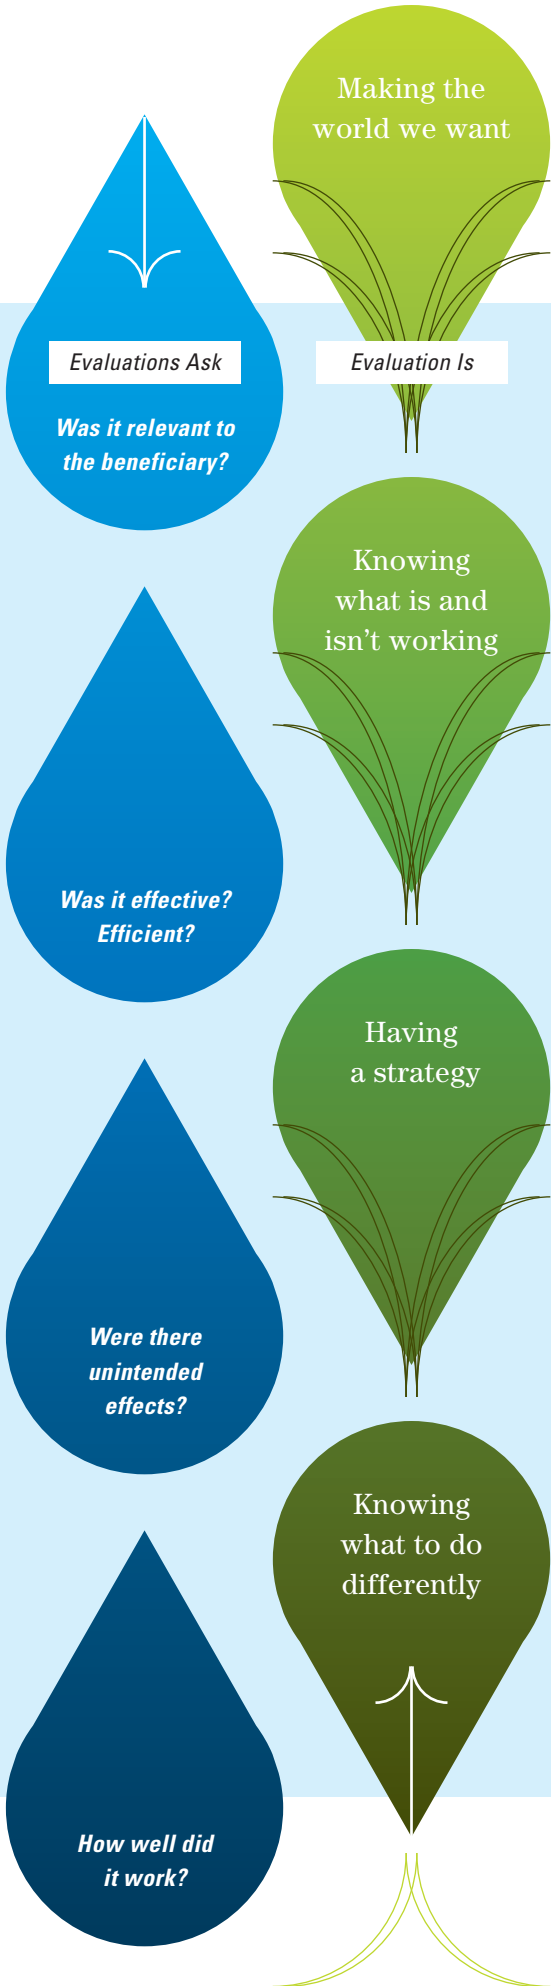 Making the
world we want
Evaluations Ask
Evaluation Is
Was it relevant to
the beneficiary?
Knowing
what is and
isn't working
Was it effective?
Efficient?
Having
a strategy
Were there
unintended
effects?
Knowing
what to do
differently
How well did
it work?